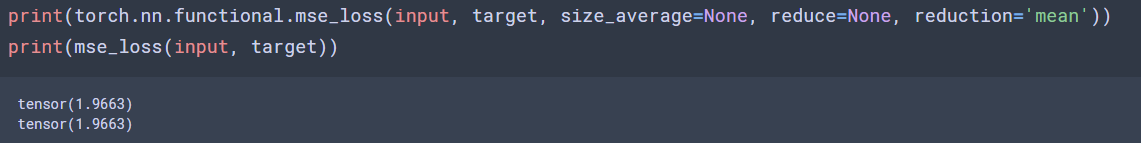 print(torch.nn.functional.mse_loss(input, target, size_average=None, reduce=None, reduction='mean'))
print(mse_loss(input, target))
tensor(1.9663)
tensor(1.9663)